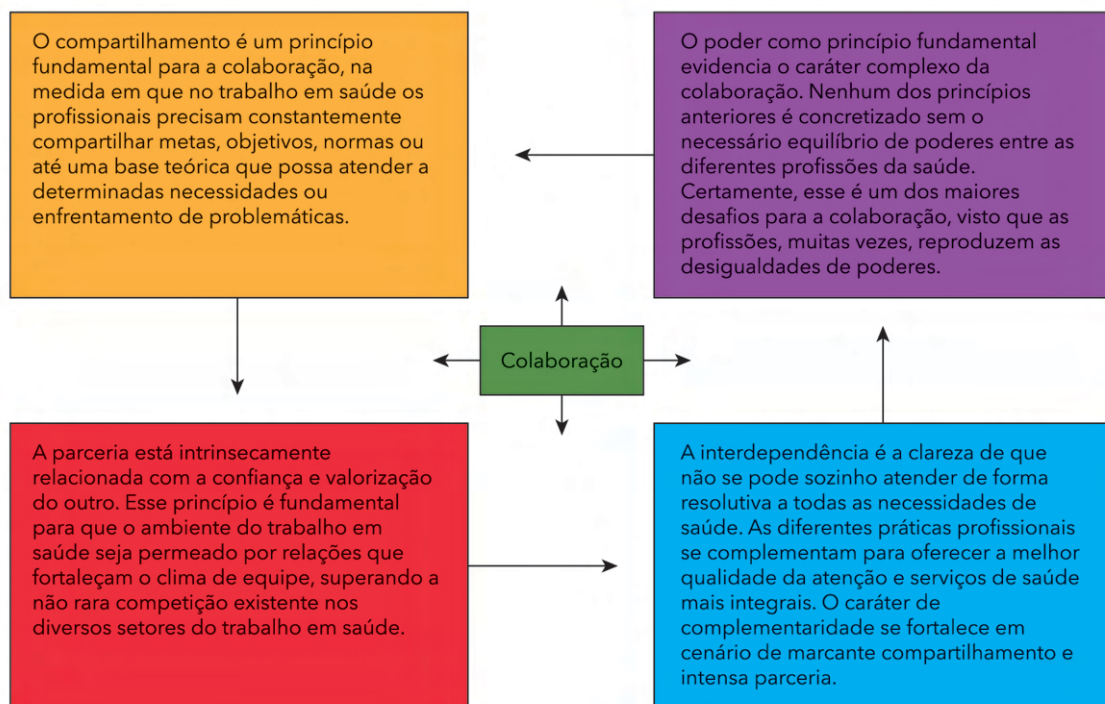 O compartilhamento é um princípio
fundamental para a colaboração, na
medida em que no trabalho em saúde os
profissionais precisam constantemente
compartilhar metas, objetivos, normas ou
até uma base teórica que possa atender a
determinadas necessidades ou
enfrentamento de problemáticas.
O poder como princípio fundamental
evidencia o caráter complexo da
colaboração. Nenhum dos princípios
anteriores é concretizado sem o
necessário equilíbrio de poderes entre as
diferentes profissões da saúde.
Certamente, esse é um dos maiores
desafios para a colaboração, visto que as
profissões, muitas vezes, reproduzem as
desigualdades de poderes.
Colaboração
A parceria está intrinsecamente
relacionada com a confiança e valorização
do outro. Esse princípio é fundamental
para que o ambiente do trabalho em
saúde seja permeado por relações que
fortaleçam o clima de equipe, superando a
não rara competição existente nos
diversos setores do trabalho em saúde.
A interdependência é a clareza de que
não se pode sozinho atender de forma
resolutiva a todas as necessidades de
saúde. As diferentes práticas profissionais
se complementam para oferecer a melhor
qualidade da atenção e serviços de saúde
mais integrais. O caráter de
complementaridade se fortalece em
cenário de marcante compartilhamento e
intensa parceria.